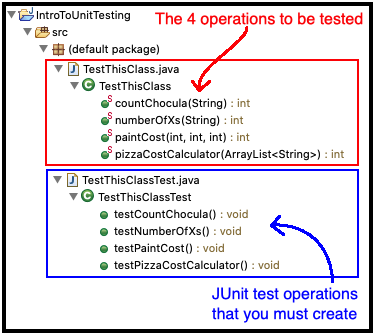 The 4 operations to be tested
IntroToUnitTesting
src
(default package)
J TestThisClass.java
C TestThisClass
S countChocula(String) : int
S numberOfXs(String) : int
S paintCost(int, int, int) : int
S pizzaCostCalculator(ArrayList<String>) : int
J TestThisClassTest.java
C TestThisClassTest
testCountChocula() : void
testNumberOfXs() : void
testPaintCost() : void
testPizzaCostCalculator() : void
JUnit test operations
that you must create